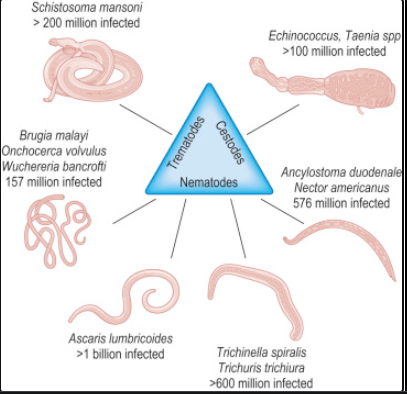 Schistosoma mansoni
> 200 million infected
Echinococcus, Taenia spp
>100 million infected
Trematodes
Cestodes
Nematodes
Brugia malayi
Onchocerca volvulus
Wuchereria bancrofti
157 million infected
Ancylostoma duodenale
Nector americanus
576 million infected
Ascaris lumbricoides
>1 billion infected
Trichinella spiralis
Trichuris trichiura
>600 million infected